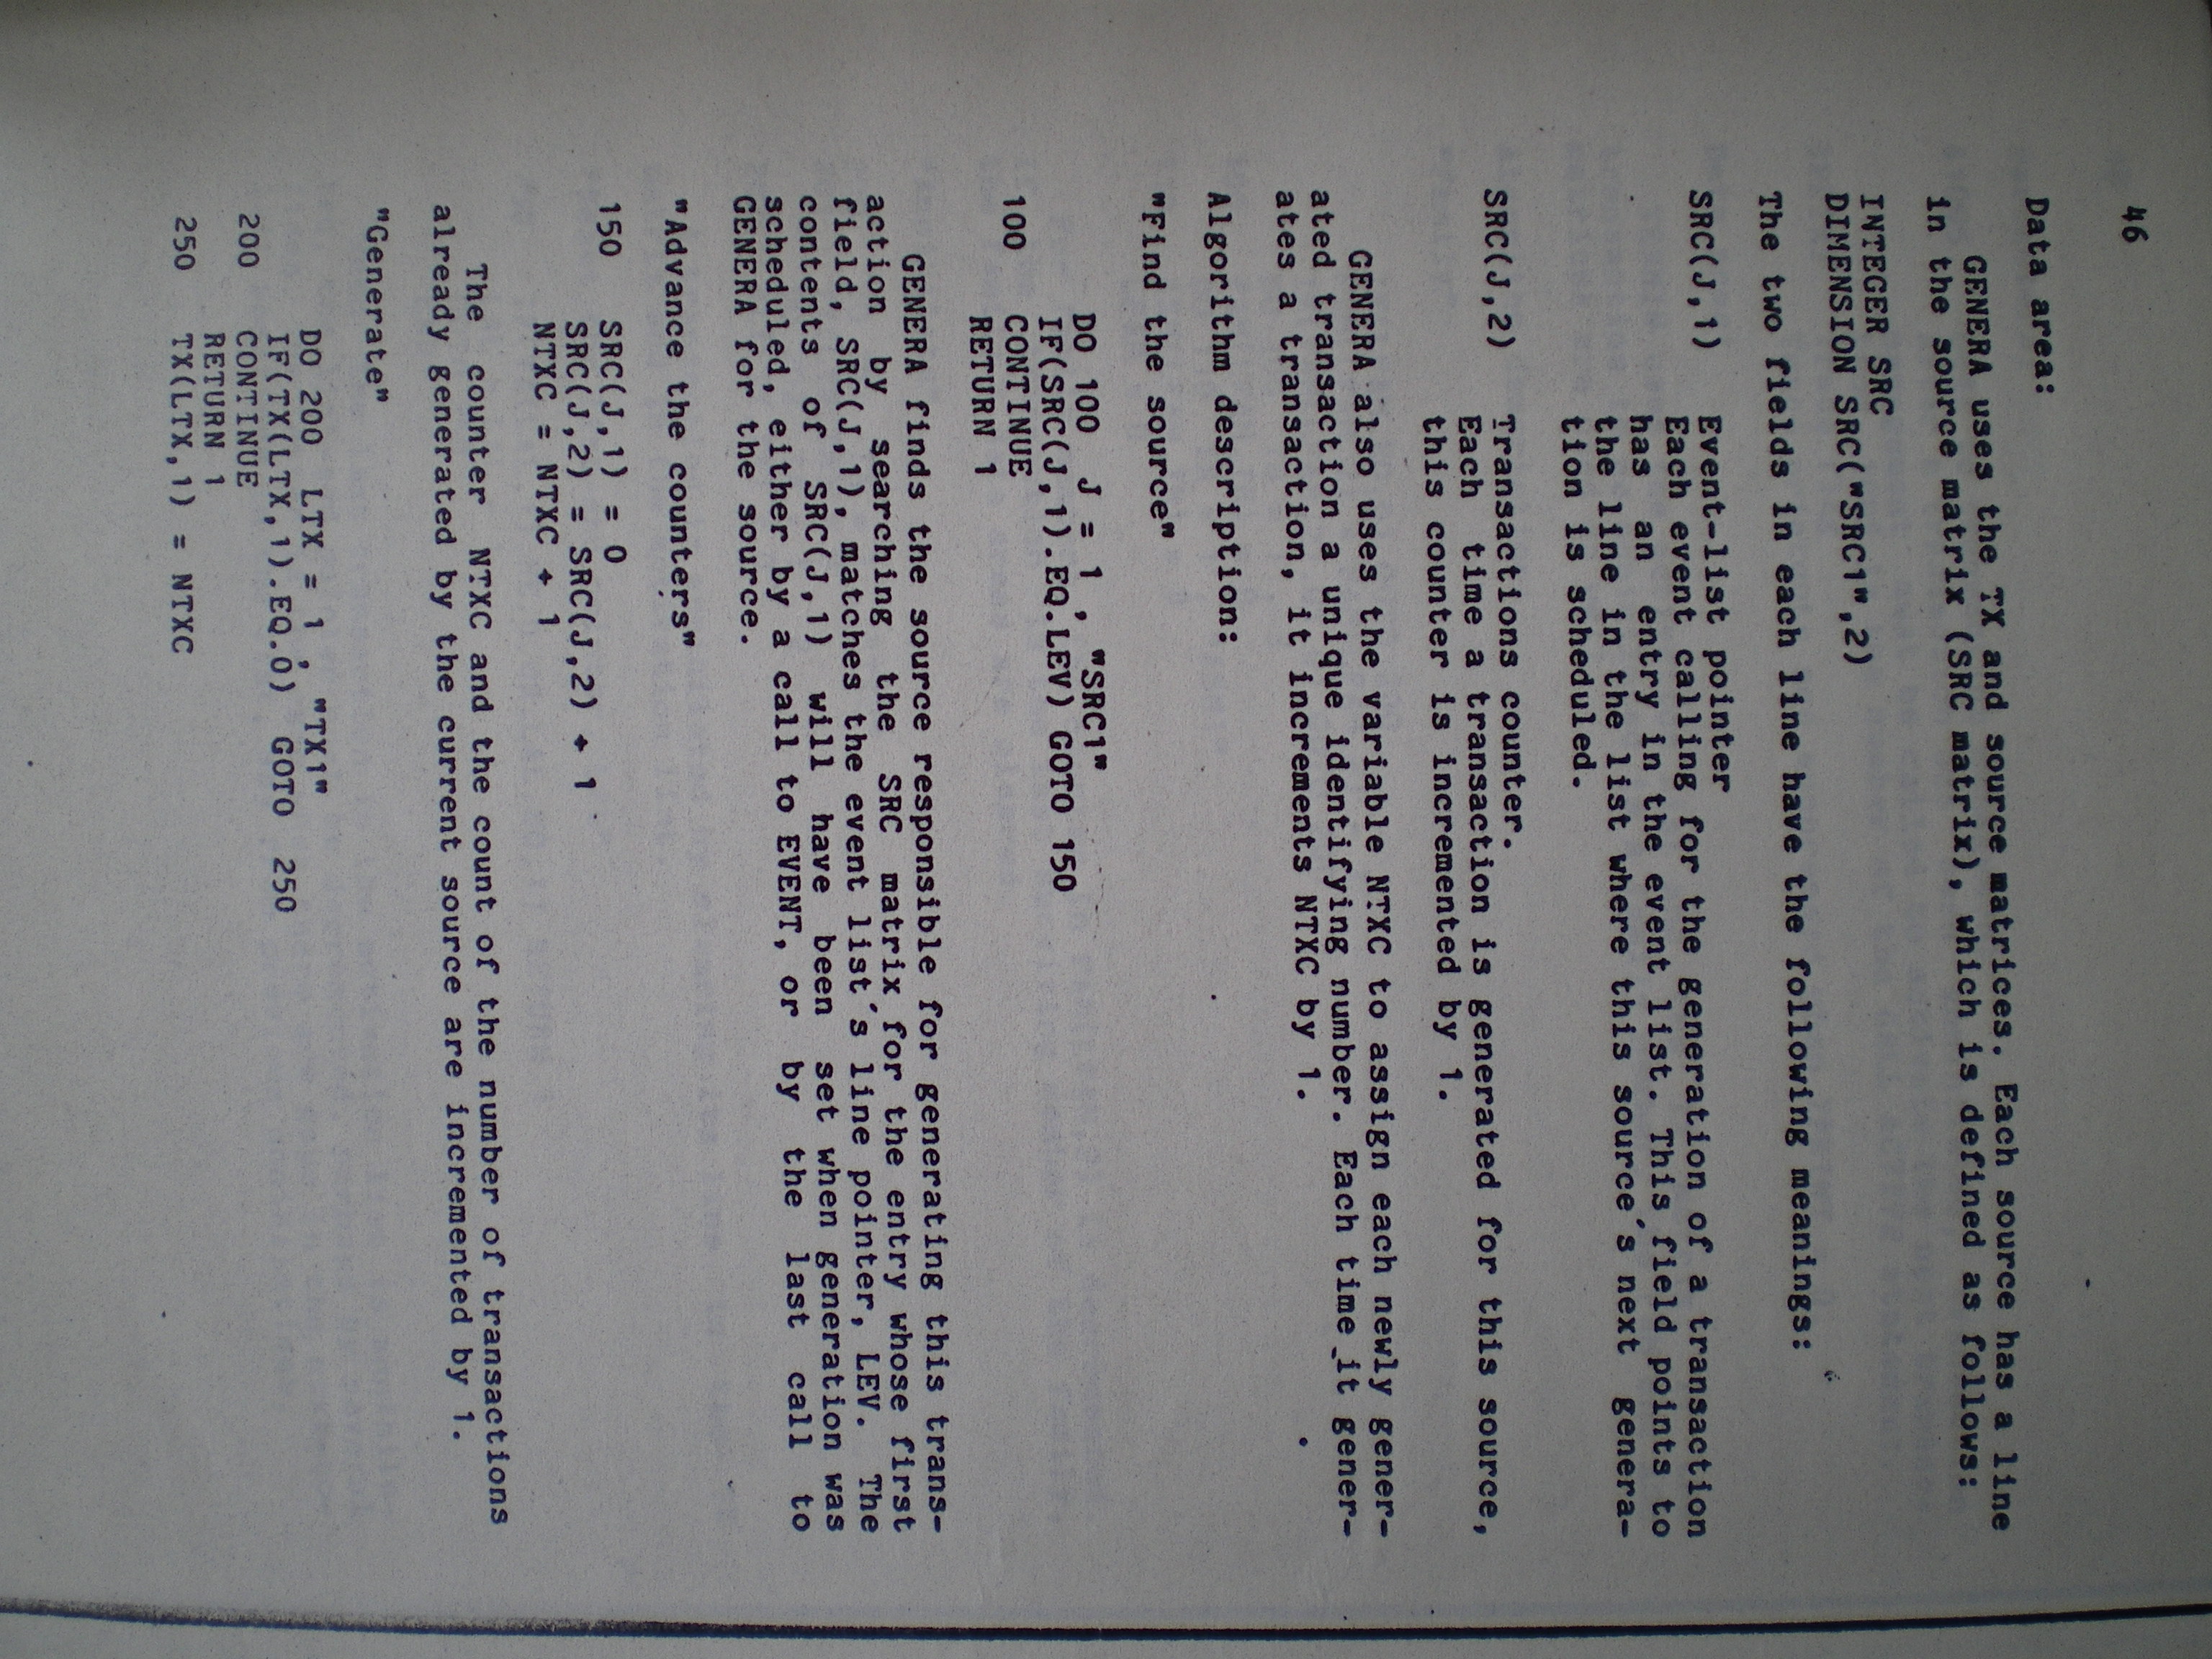 46
Data area:
GENERA uses the TX and source matrices. Each source has a line
in the source matrix (SRC matrix), which is defined as follows:
INTEGER SRC
DIMENSION SRC("SRC1",2)
The two fields in each line have the following meanings:
SRC(J,1) Event-list pointer
Each event calling for the generation of a transaction
has an entry in the event list. This field points to
the line in the list where this source's next genera-
tion is scheduled.
SRC(J,2) Transactions counter.
Each time a transaction is generated for this source,
this counter is incremented by 1.
GENERA also uses the variable NTXC to assign each newly gener-
ated transaction a unique identifying number. Each time it gener-
ates a transaction, it increments NTXC by 1.
Algorithm description:
"Find the source"
DO 100 J = 1 , "SRC1"
IF(SRC(J,1).EQ.LEV) GOTO 150
100 CONTINUE
RETURN 1
GENERA finds the source responsible for generating this trans-
action by searching the SRC matrix for the entry whose first
field, SRC(J,1), matches the event list's line pointer, LEV. The
contents of SRC(J,1) will have been set when generation was
scheduled, either by a call to EVENT, or by the last call to
GENERA for the source.
"Advance the counters"
150 SRC(J,1) = 0
SRC(J,2) = SRC(J,2) + 1
NTXC = NTXC + 1
The counter NTXC and the count of the number of transactions
already generated by the current source are incremented by 1.
"Generate"
DO 200 LTX = 1 , "TX1"
IF(TX(LTX,1).EQ.0) GOTO 250
200 CONTINUE
RETURN 1
250 TX(LTX,1) = NTXC